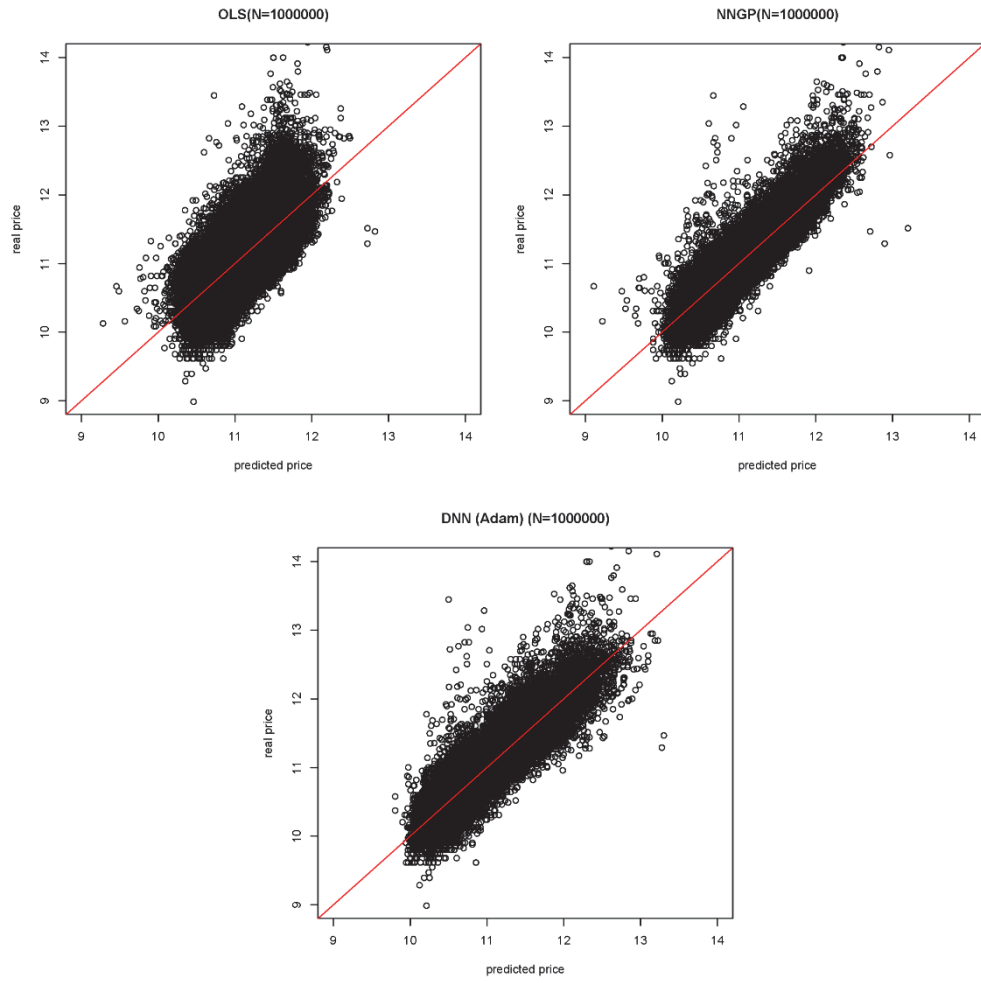 OLS(N=1000000)
real price
14
13
12
11
10
9
9 10 11 12 13 14
predicted price
NNGP(N=1000000)
real price
14
13
12
11
10
9
9 10 11 12 13 14
predicted price
DNN (Adam) (N=1000000)
real price
14
13
12
11
10
9
9 10 11 12 13 14
predicted price